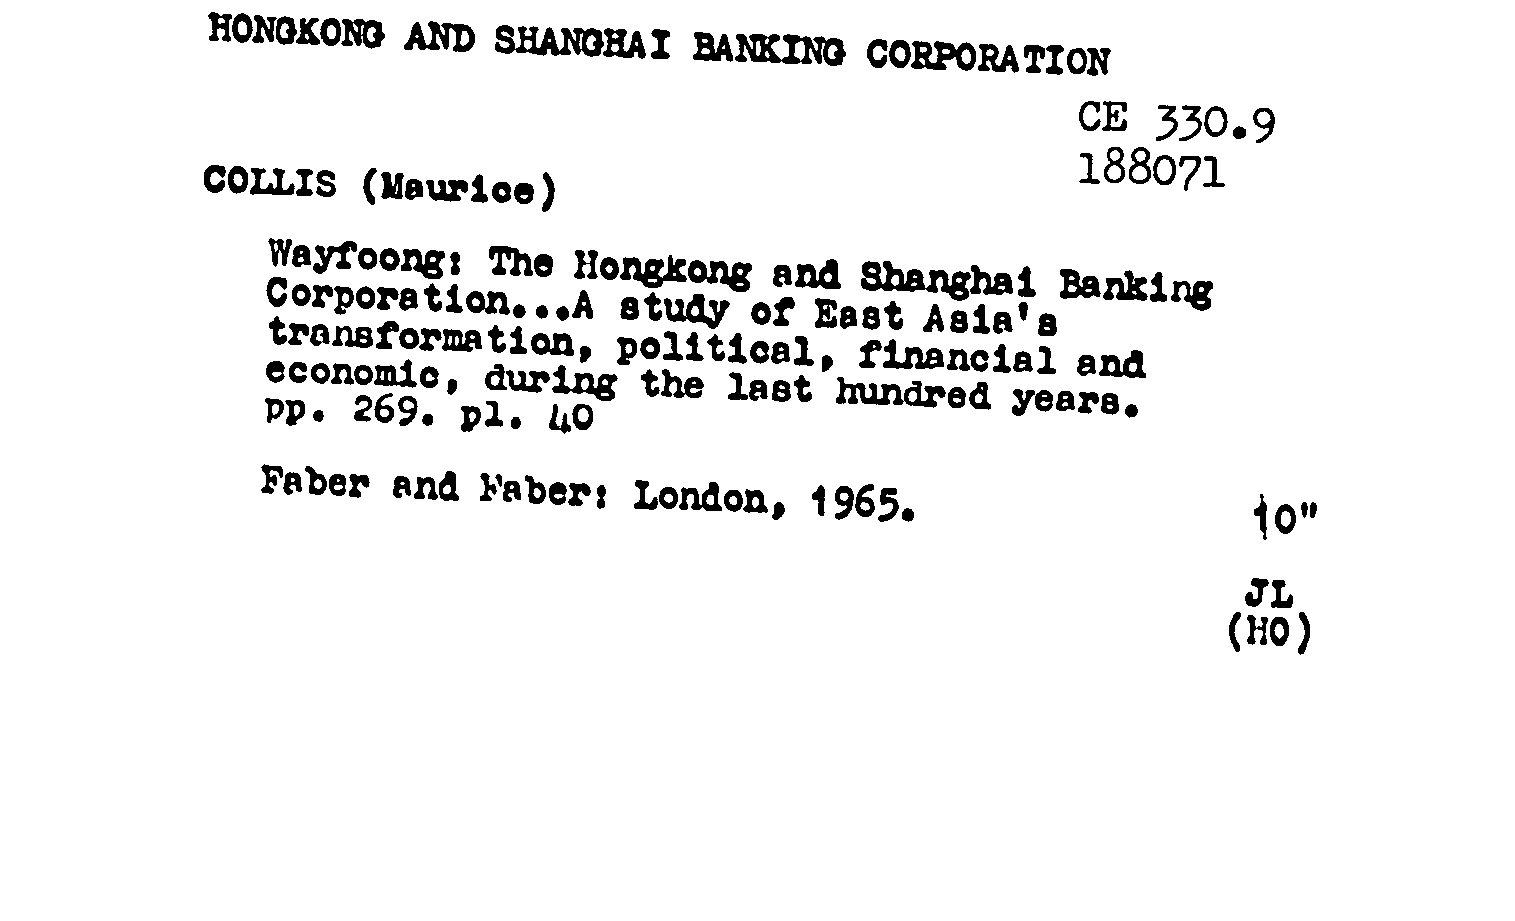 HONGKONG AND SHANGHAI BANKING CORPORATION
CE 330.9
188071
COLLIS (Maurice)
Wayfoong: The Hongkong and Shanghai Banking
Corporation...A study of East Asia's
transformation, political, financial and
economic, during the last hundred years.
pp. 269. pl. 40
Faber and Faber: London, 1965.
10"
JL
(HO)